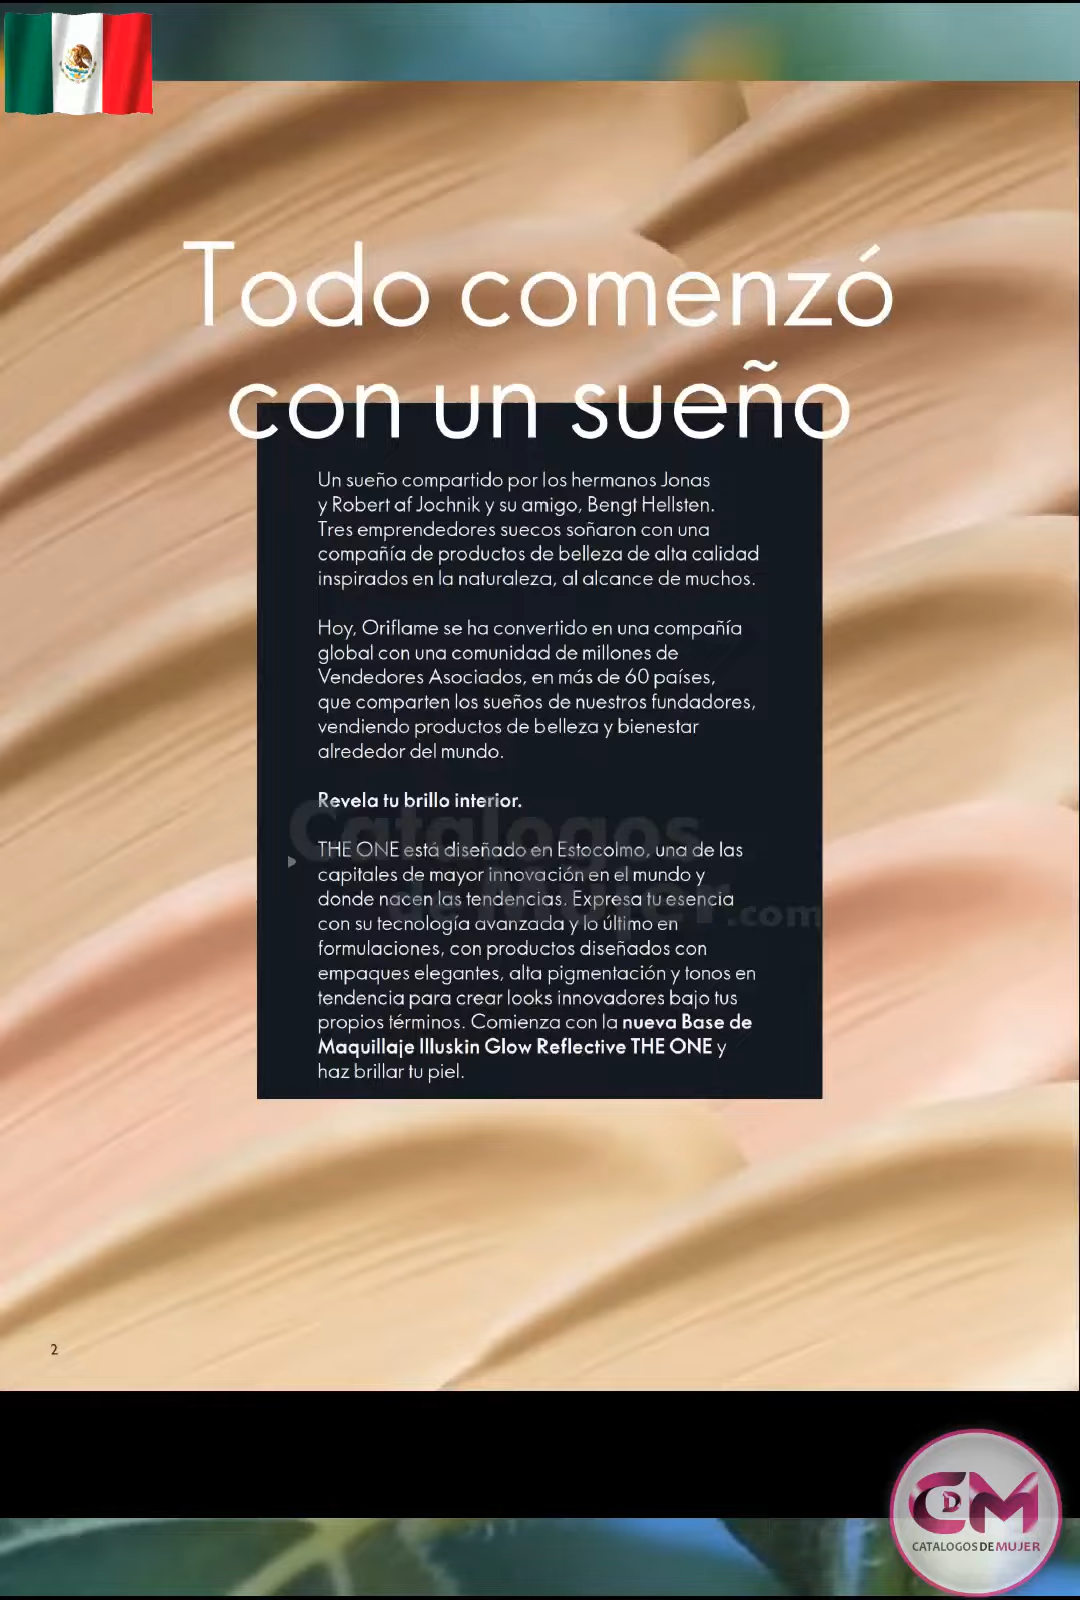 Todo comenzó
con un sueño
Un sueño compartido por los hermanos Jonas
y Robert af Jochnik y su amigo, Bengt Hellsten.
Tres emprendedores suecos soñaron con una
compañía de productos de belleza de alta calidad
inspirados en la naturaleza, al alcance de muchos.
Hoy, Oriflame se ha convertido en una compañía
global con una comunidad de millones de
Vendedores Asociados, en más de 60 países,
que comparten los sueños de nuestros fundadores,
vendiendo productos de belleza y bienestar
alrededor del mundo.
Revela tu brillo interior.
THE ONE está diseñado en Estocolmo, una de las
capitales de mayor innovación en el mundo y
donde nacen las tendencias. Expresa tu esencia
con su tecnología avanzada y lo último en
formulaciones, con productos diseñados con
empaques elegantes, alta pigmentación y tonos en
tendencia para crear looks innovadores bajo tus
propios términos. Comienza con la nueva Base de
Maquillaje Illuskin Glow Reflective THE ONE y
haz brillar tu piel.
Catalogos
de Mujer.com
2
CDM
CATALOGOS DE MUJER